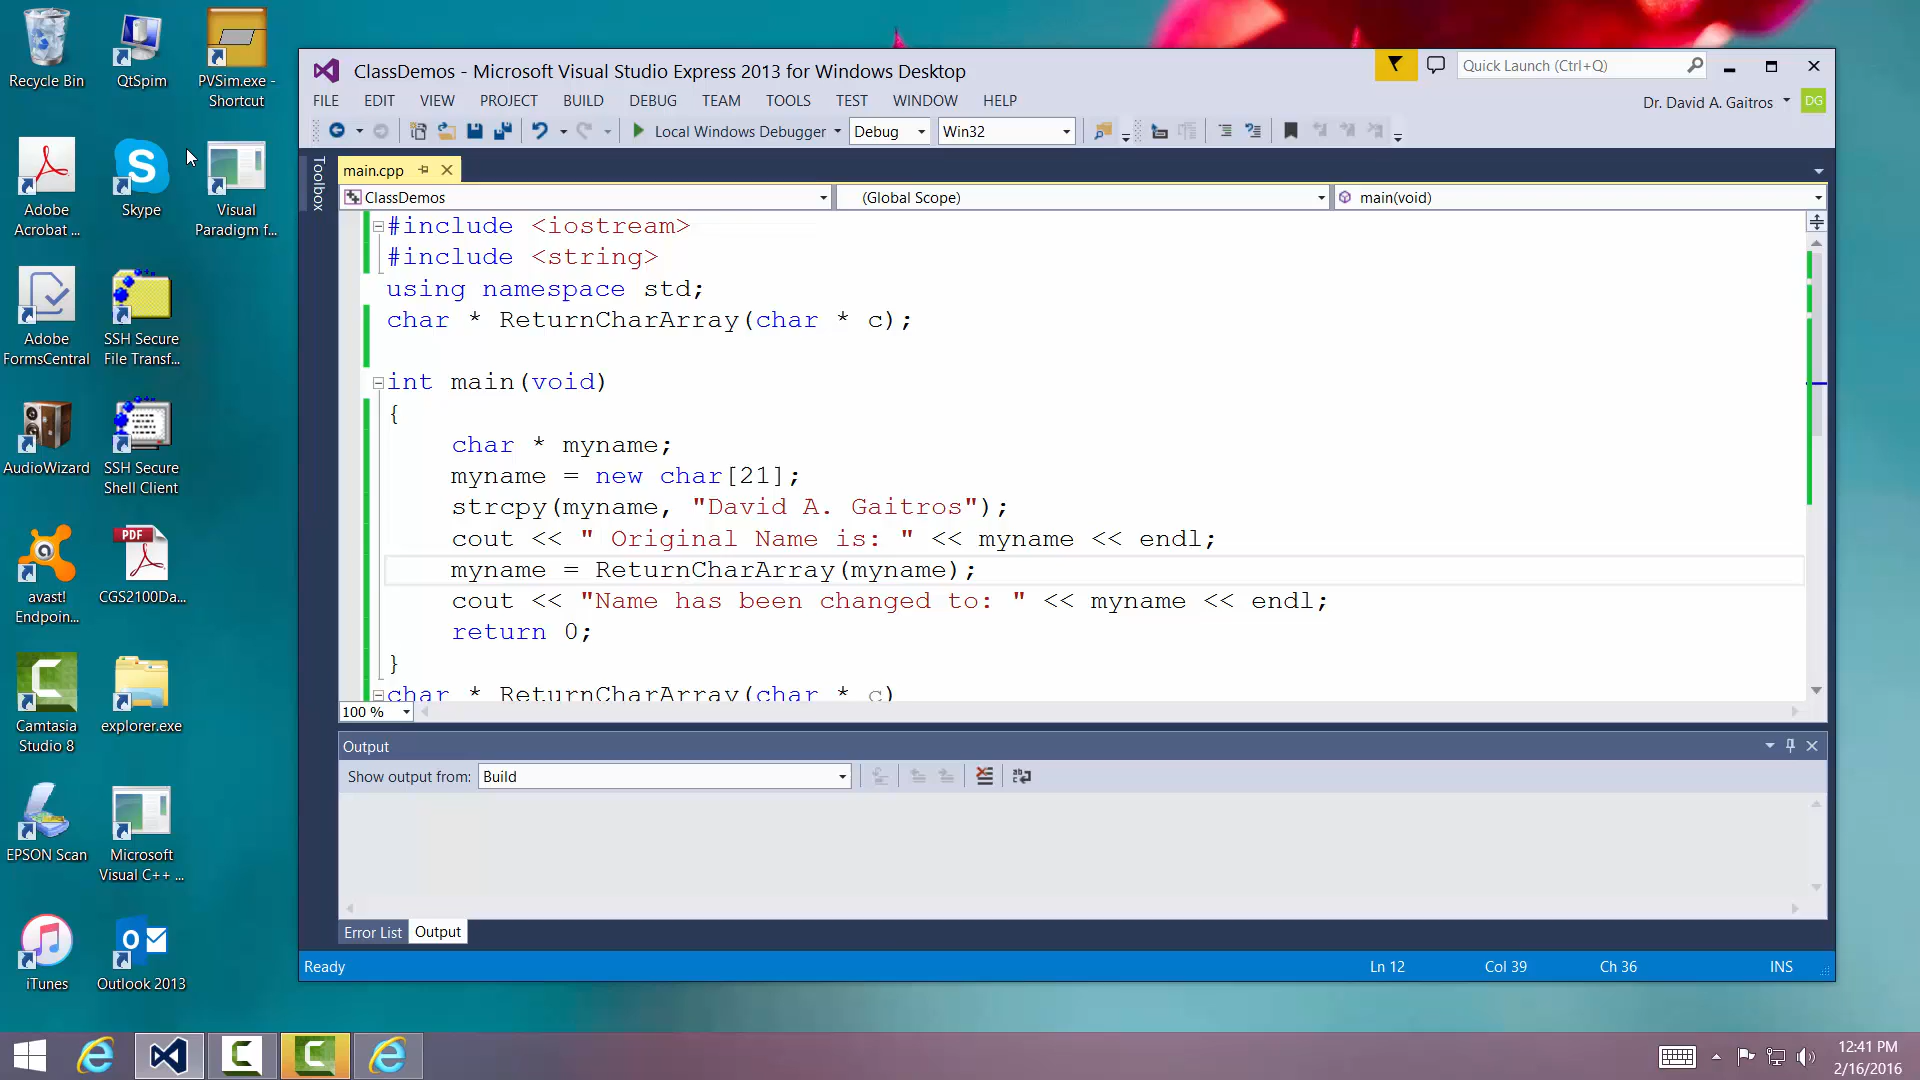 Recycle Bin
QtSpim
PVSim.exe -
Shortcut
Adobe
Acrobat ...
Skype
Visual
Paradigm f...
Adobe
FormsCentral
SSH Secure
File Transf...
AudioWizard
SSH Secure
Shell Client
avast!
Endpoin...
PDF
CGS2100Da...
Camtasia
Studio 8
explorer.exe
EPSON Scan
Microsoft
Visual C++ ...
iTunes
Outlook 2013
ClassDemos - Microsoft Visual Studio Express 2013 for Windows Desktop
Quick Launch (Ctrl+Q)
FILE EDIT VIEW PROJECT BUILD DEBUG TEAM TOOLS TEST WINDOW HELP
Dr. David A. Gaitros DG
Local Windows Debugger Debug Win32
Toolbox
main.cpp
ClassDemos (Global Scope) main(void)
#include <iostream>
#include <string>
using namespace std;
char * ReturnCharArray(char * c);
int main(void)
{
char * myname;
myname = new char[21];
strcpy(myname, "David A. Gaitros");
cout << " Original Name is: " << myname << endl;
myname = ReturnCharArray(myname);
cout << "Name has been changed to: " << myname << endl;
return 0;
}
char * ReturnCharArray(char * c)
100 %
Output
Show output from: Build
Error List Output
Ready Ln 12 Col 39 Ch 36 INS
12:41 PM
2/16/2016